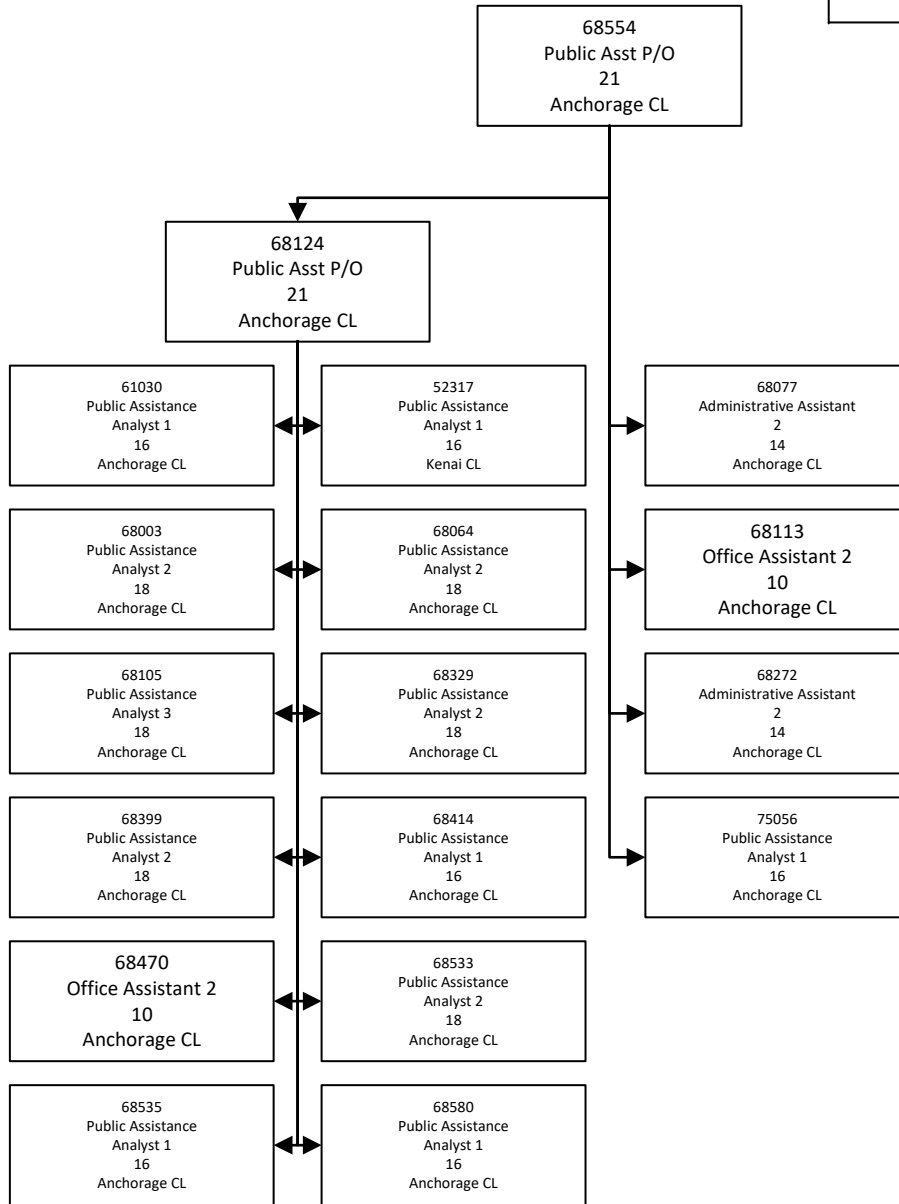 68554
Public Asst P/O
21
Anchorage CL
68124
Public Asst P/O
21
Anchorage CL
61030
Public Assistance
Analyst 1
16
Anchorage CL
52317
Public Assistance
Analyst 1
16
Kenai CL
68077
Administrative Assistant
2
14
Anchorage CL
68003
Public Assistance
Analyst 2
18
Anchorage CL
68064
Public Assistance
Analyst 2
18
Anchorage CL
68113
Office Assistant 2
10
Anchorage CL
68105
Public Assistance
Analyst 3
18
Anchorage CL
68329
Public Assistance
Analyst 2
18
Anchorage CL
68272
Administrative Assistant
2
14
Anchorage CL
68399
Public Assistance
Analyst 2
18
Anchorage CL
68414
Public Assistance
Analyst 1
16
Anchorage CL
75056
Public Assistance
Analyst 1
16
Anchorage CL
68470
Office Assistant 2
10
Anchorage CL
68533
Public Assistance
Analyst 2
18
Anchorage CL
68535
Public Assistance
Analyst 1
16
Anchorage CL
68580
Public Assistance
Analyst 1
16
Anchorage CL